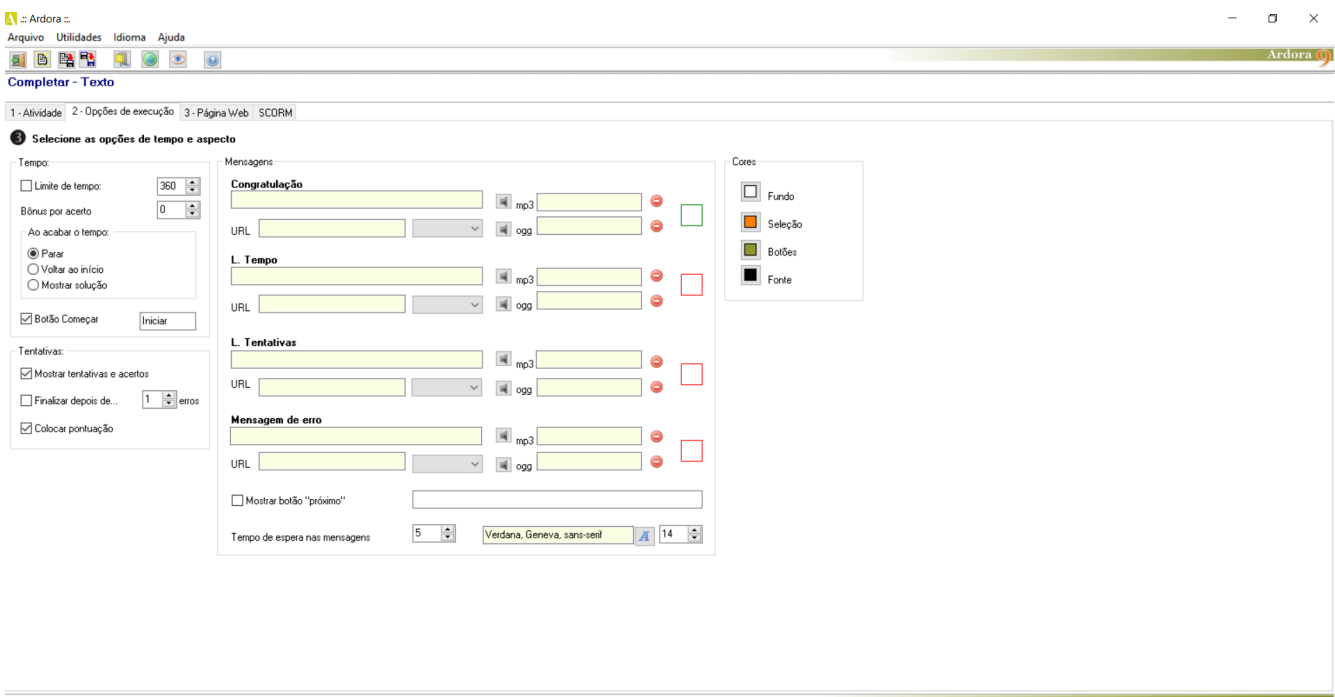 .:: Ardora ::.
Arquivo Utilidades Idioma Ajuda
Ardora 9
Completar - Texto
1 - Atividade 2 - Opções de execução 3 - Página Web SCORM
3 Selecione as opções de tempo e aspecto
Tempo:
Limite de tempo: 360
Bônus por acerto 0
Ao acabar o tempo:
Parar
Voltar ao início
Mostrar solução
Botão Começar Iniciar
Tentativas:
Mostrar tentativas e acertos
Finalizar depois de... 1 erros
Colocar pontuação
Mensagens
Congratulação
mp3
URL ogg
L. Tempo
mp3
URL ogg
L. Tentativas
mp3
URL ogg
Mensagem de erro
mp3
URL ogg
Mostrar botão "próximo"
Tempo de espera nas mensagens 5 Verdana, Geneva, sans-serif A 14
Cores
Fundo
Seleção
Botões
Fonte